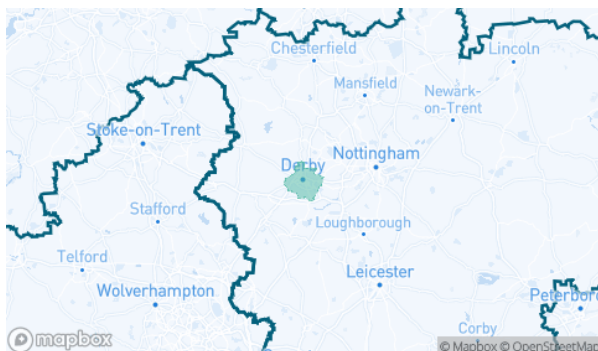 Chesterfield
Lincoln
Mansfield
Newark-
on-Trent
Stoke-on-Trent
Nottingham
Derby
Stafford
Loughborough
Telford
Leicester
Wolverhampton
Peterbor
Corby
mapbox
© Mapbox © OpenStreetMap